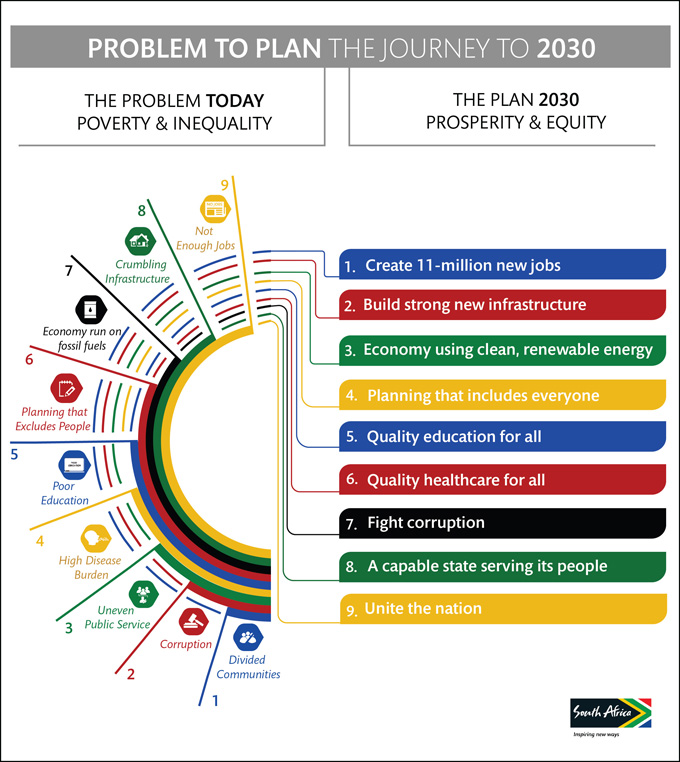 PROBLEM TO PLAN THE JOURNEY TO 2030
THE PROBLEM TODAY
POVERTY & INEQUALITY
THE PLAN 2030
PROSPERITY & EQUITY
9
Not
Enough Jobs
8
Crumbling
Infrastructure
7
Economy run on
fossil fuels
6
Planning that
Excludes People
5
Poor
Education
4
High Disease
Burden
3
Uneven
Public Service
2
Corruption
1
Divided
Communities
1. Create 11-million new jobs
2. Build strong new infrastructure
3. Economy using clean, renewable energy
4. Planning that includes everyone
5. Quality education for all
6. Quality healthcare for all
7. Fight corruption
8. A capable state serving its people
9. Unite the nation
South Africa
Inspiring new ways